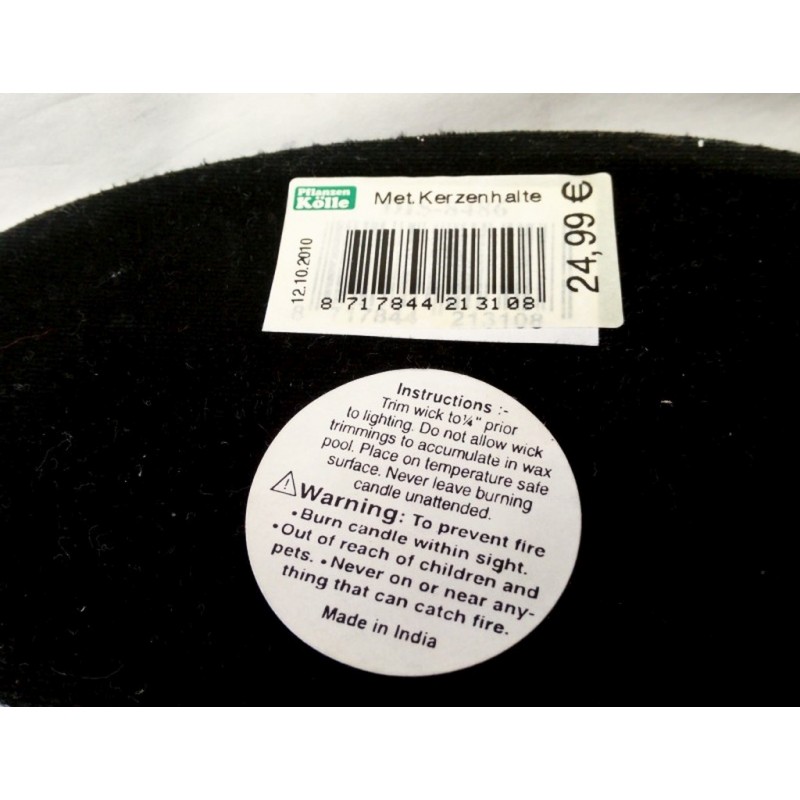 Pflanzen
Kölle
Met.Kerzenhalte
12.10.2010
24,99 €
8 717844 213108
Instructions :-
Trim wick to ¼" prior
to lighting. Do not allow wick
trimmings to accumulate in wax
pool. Place on temperature safe
surface. Never leave burning
candle unattended.
⚠Warning: To prevent fire
•Burn candle within sight.
•Out of reach of children and
pets. •Never on or near any-
thing that can catch fire.
Made in India